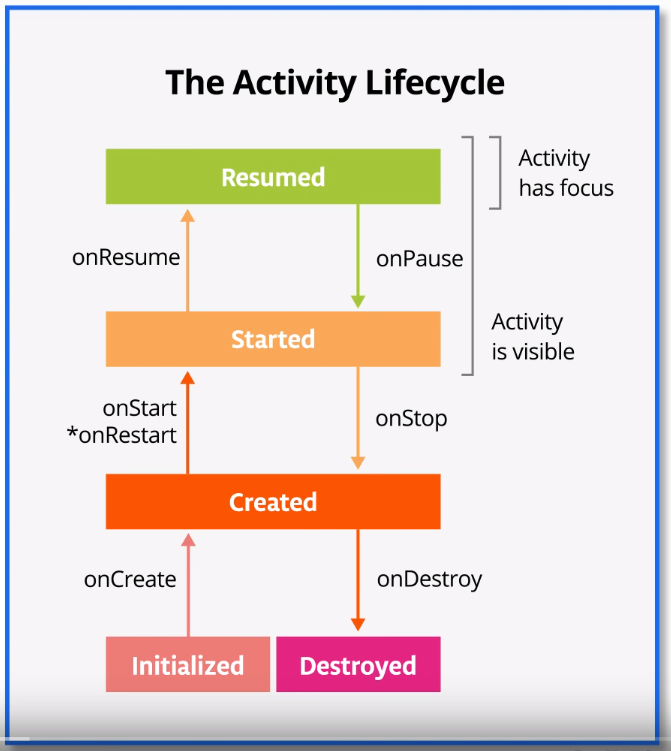 The Activity Lifecycle
Resumed
Activity
has focus
onResume
onPause
Started
Activity
is visible
onStart
*onRestart
onStop
Created
onCreate
onDestroy
Initialized
Destroyed